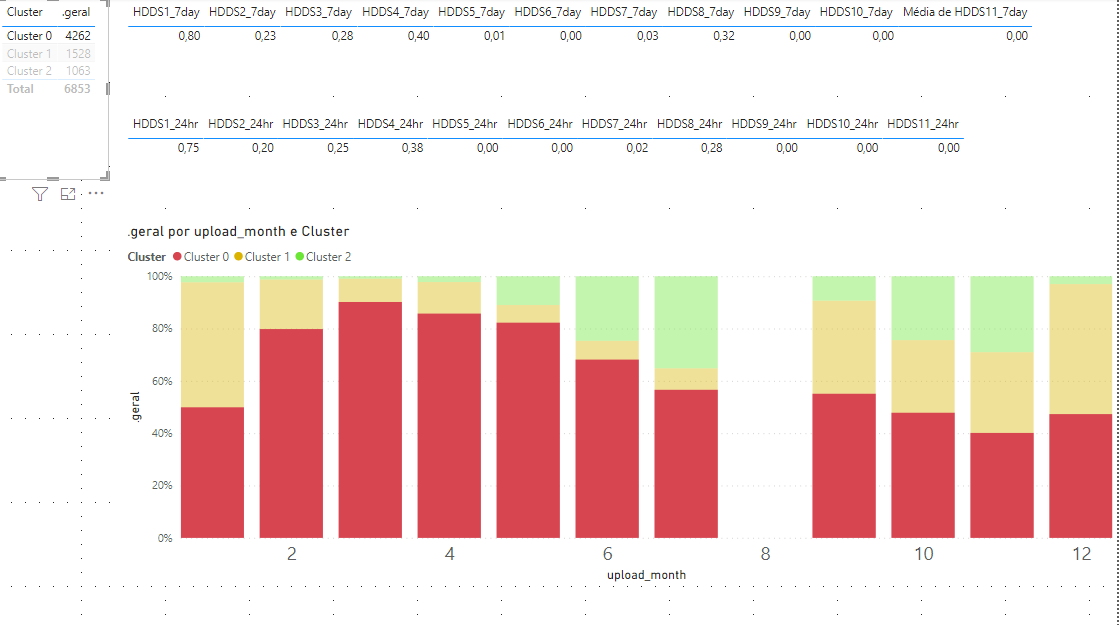 Cluster .geral
Cluster 0 4262
Cluster 1 1528
Cluster 2 1063
Total 6853
HDDS1_7day HDDS2_7day HDDS3_7day HDDS4_7day HDDS5_7day HDDS6_7day HDDS7_7day HDDS8_7day HDDS9_7day HDDS10_7day Média de HDDS11_7day
0,80 0,23 0,28 0,40 0,01 0,00 0,03 0,32 0,00 0,00 0,00
HDDS1_24hr HDDS2_24hr HDDS3_24hr HDDS4_24hr HDDS5_24hr HDDS6_24hr HDDS7_24hr HDDS8_24hr HDDS9_24hr HDDS10_24hr HDDS11_24hr
0,75 0,20 0,25 0,38 0,00 0,00 0,02 0,28 0,00 0,00 0,00
.geral por upload_month e Cluster
Cluster Cluster 0 Cluster 1 Cluster 2
100%
80%
60%
40%
20%
0%
.geral
2 4 6 8 10 12
upload_month